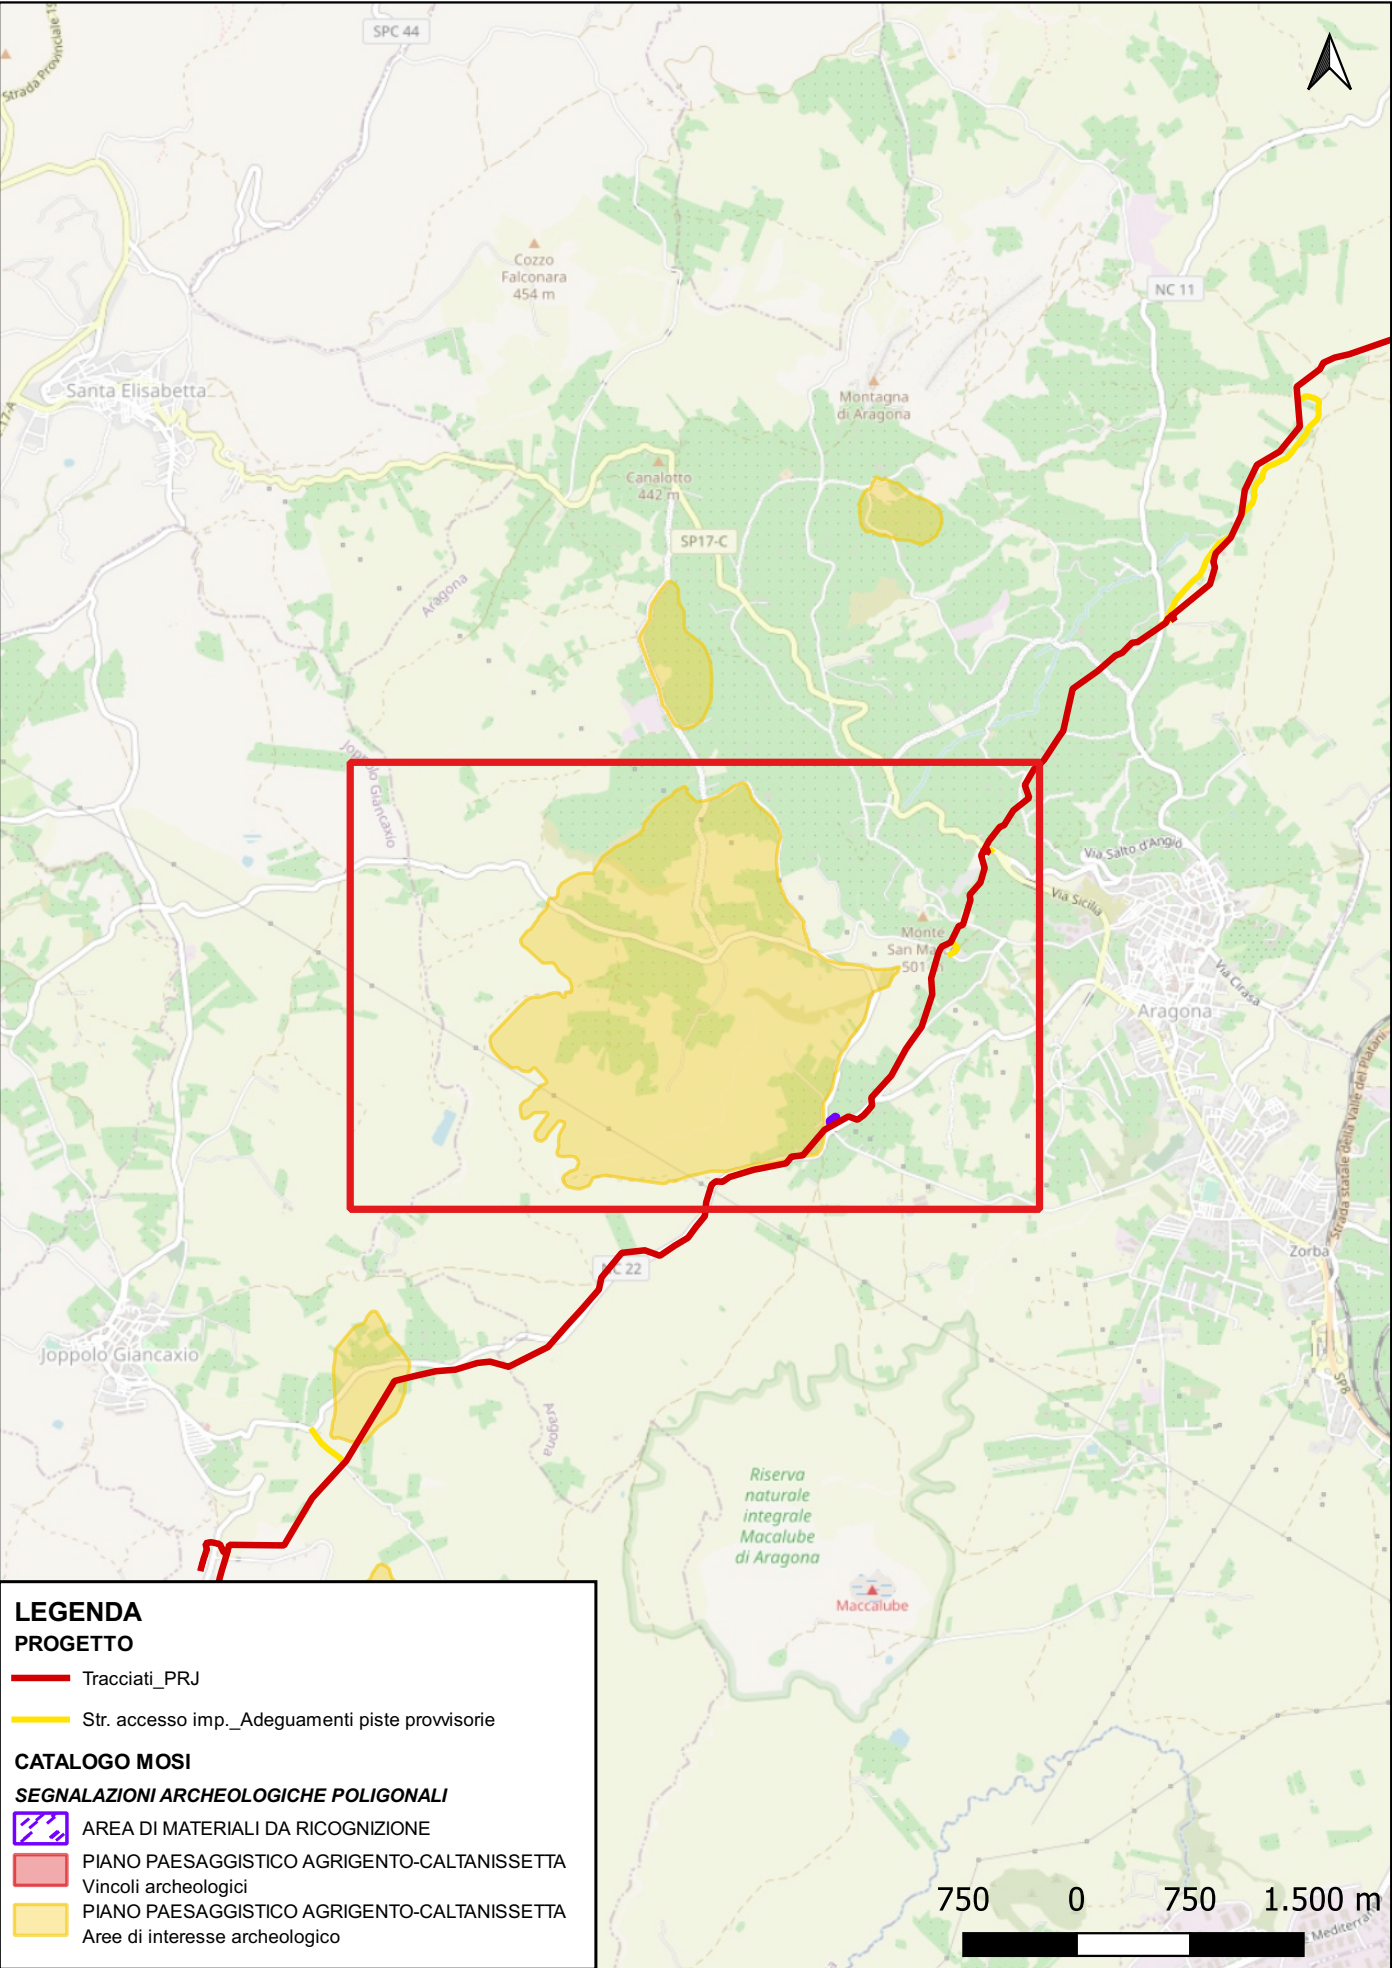 SPC 44
Strada Provinciale
NC 11
Cozzo
Falconara
454 m
Santa Elisabetta
17-A
Montagna
di Aragona
Canalotto
442 m
SP17-C
Aragona
Joppolo Giancaxio
Via Salto d'Angiò
Via Sicilia
Monte
San Ma
501 m
Via Cirasa
Aragona
Strada statale della Valle del Platani
Zorba
NC 22
Joppolo Giancaxio
SP8
Aragona
Riserva
naturale
integrale
Macalube
di Aragona
Maccalube
LEGENDA
PROGETTO
Tracciati_PRJ
Str. accesso imp._Adeguamenti piste provvisorie
CATALOGO MOSI
SEGNALAZIONI ARCHEOLOGICHE POLIGONALI
AREA DI MATERIALI DA RICOGNIZIONE
PIANO PAESAGGISTICO AGRIGENTO-CALTANISSETTA
Vincoli archeologici
PIANO PAESAGGISTICO AGRIGENTO-CALTANISSETTA
Aree di interesse archeologico
750 0 750 1.500 m
e Mediterra